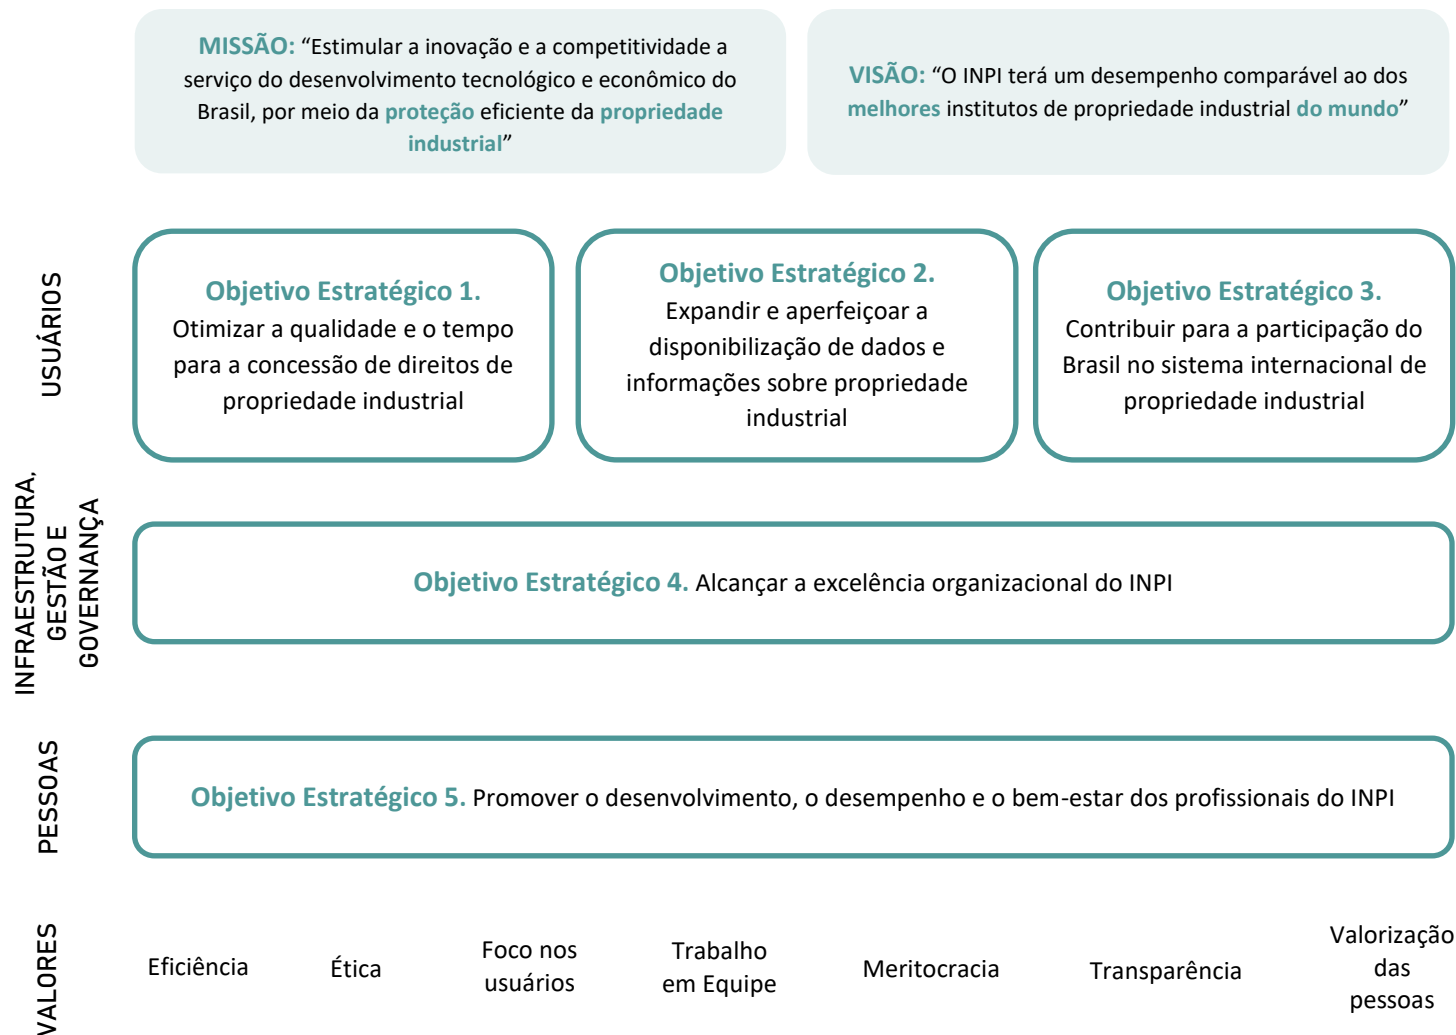 MISSÃO: “Estimular a inovação e a competitividade a
serviço do desenvolvimento tecnológico e econômico do
Brasil, por meio da proteção eficiente da propriedade
industrial”
VISÃO: “O INPI terá um desempenho comparável ao dos
melhores institutos de propriedade industrial do mundo”
USUÁRIOS
Objetivo Estratégico 1.
Otimizar a qualidade e o tempo
para a concessão de direitos de
propriedade industrial
Objetivo Estratégico 2.
Expandir e aperfeiçoar a
disponibilização de dados e
informações sobre propriedade
industrial
Objetivo Estratégico 3.
Contribuir para a participação do
Brasil no sistema internacional de
propriedade industrial
INFRAESTRUTURA,
GESTÃO E
GOVERNANÇA
Objetivo Estratégico 4. Alcançar a excelência organizacional do INPI
PESSOAS
Objetivo Estratégico 5. Promover o desenvolvimento, o desempenho e o bem-estar dos profissionais do INPI
VALORES
Eficiência
Ética
Foco nos
usuários
Trabalho
em Equipe
Meritocracia
Transparência
Valorização
das
pessoas